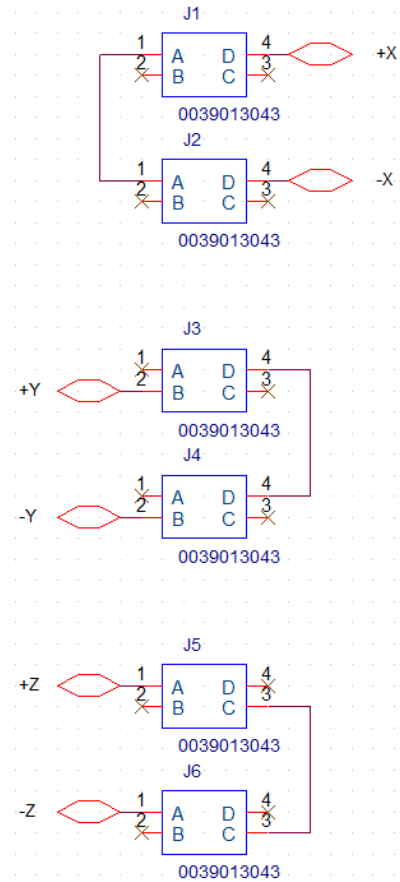 J1
1 A D 4 +X
2 B C 3
0039013043
J2
1 A D 4 -X
2 B C 3
0039013043
J3
1 A D 4
+Y 2 B C 3
0039013043
J4
1 A D 4
-Y 2 B C 3
0039013043
J5
+Z 1 A D 4
2 B C 3
0039013043
J6
-Z 1 A D 4
2 B C 3
0039013043